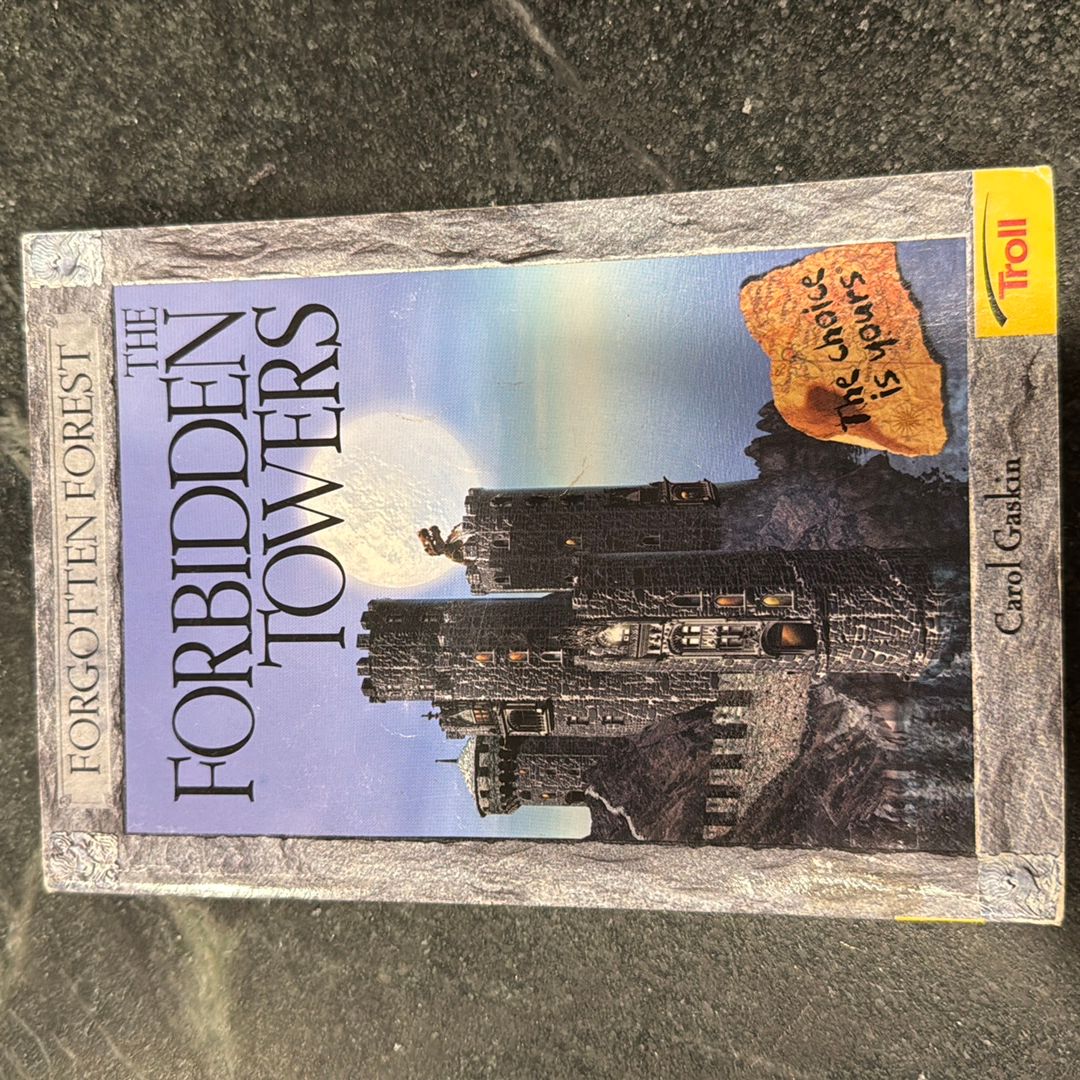 FORGOTTEN FOREST
THE
FORBIDDEN
TOWERS
The choice
is yours
Carol Gaskin
Troll